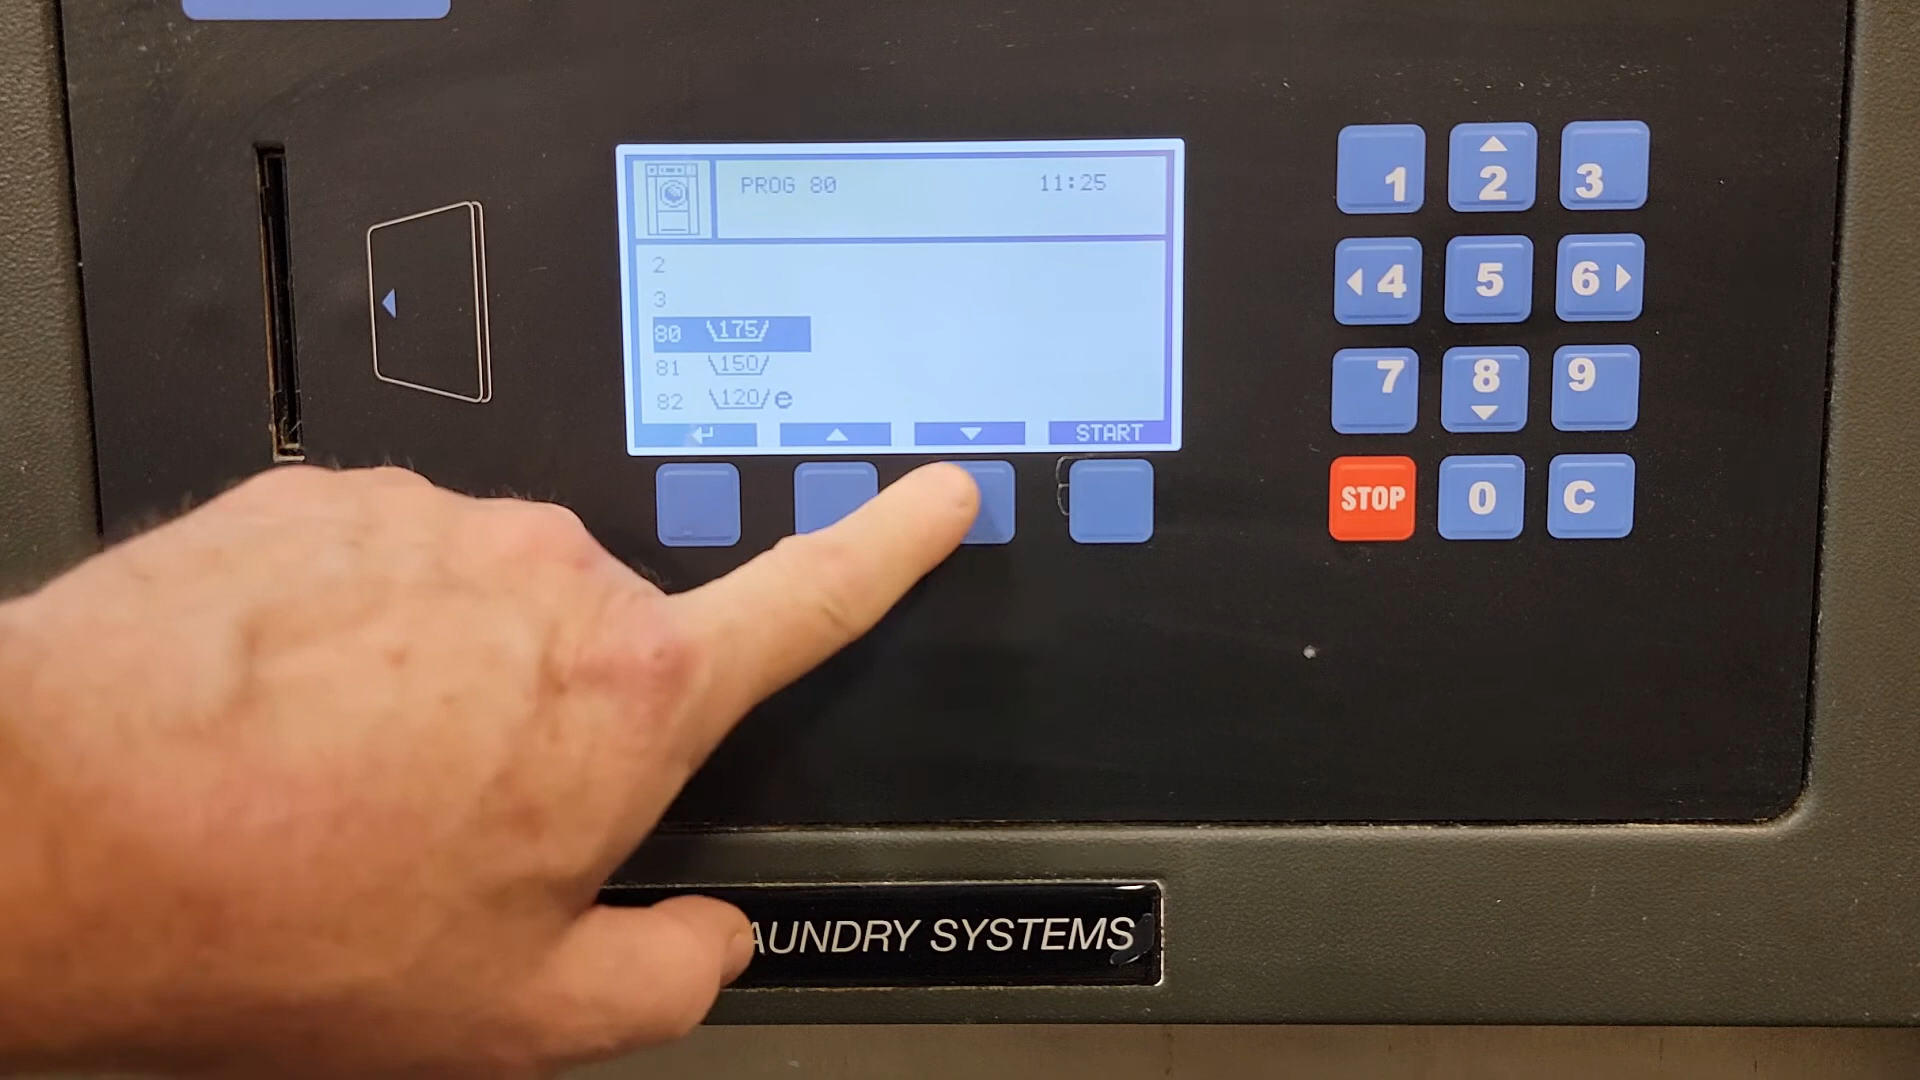 PROG 80 11:25
2
3
80 \175/
81 \150/
82 \120/e
START
1 2 3
4 5 6
7 8 9
STOP 0 C
AUNDRY SYSTEMS